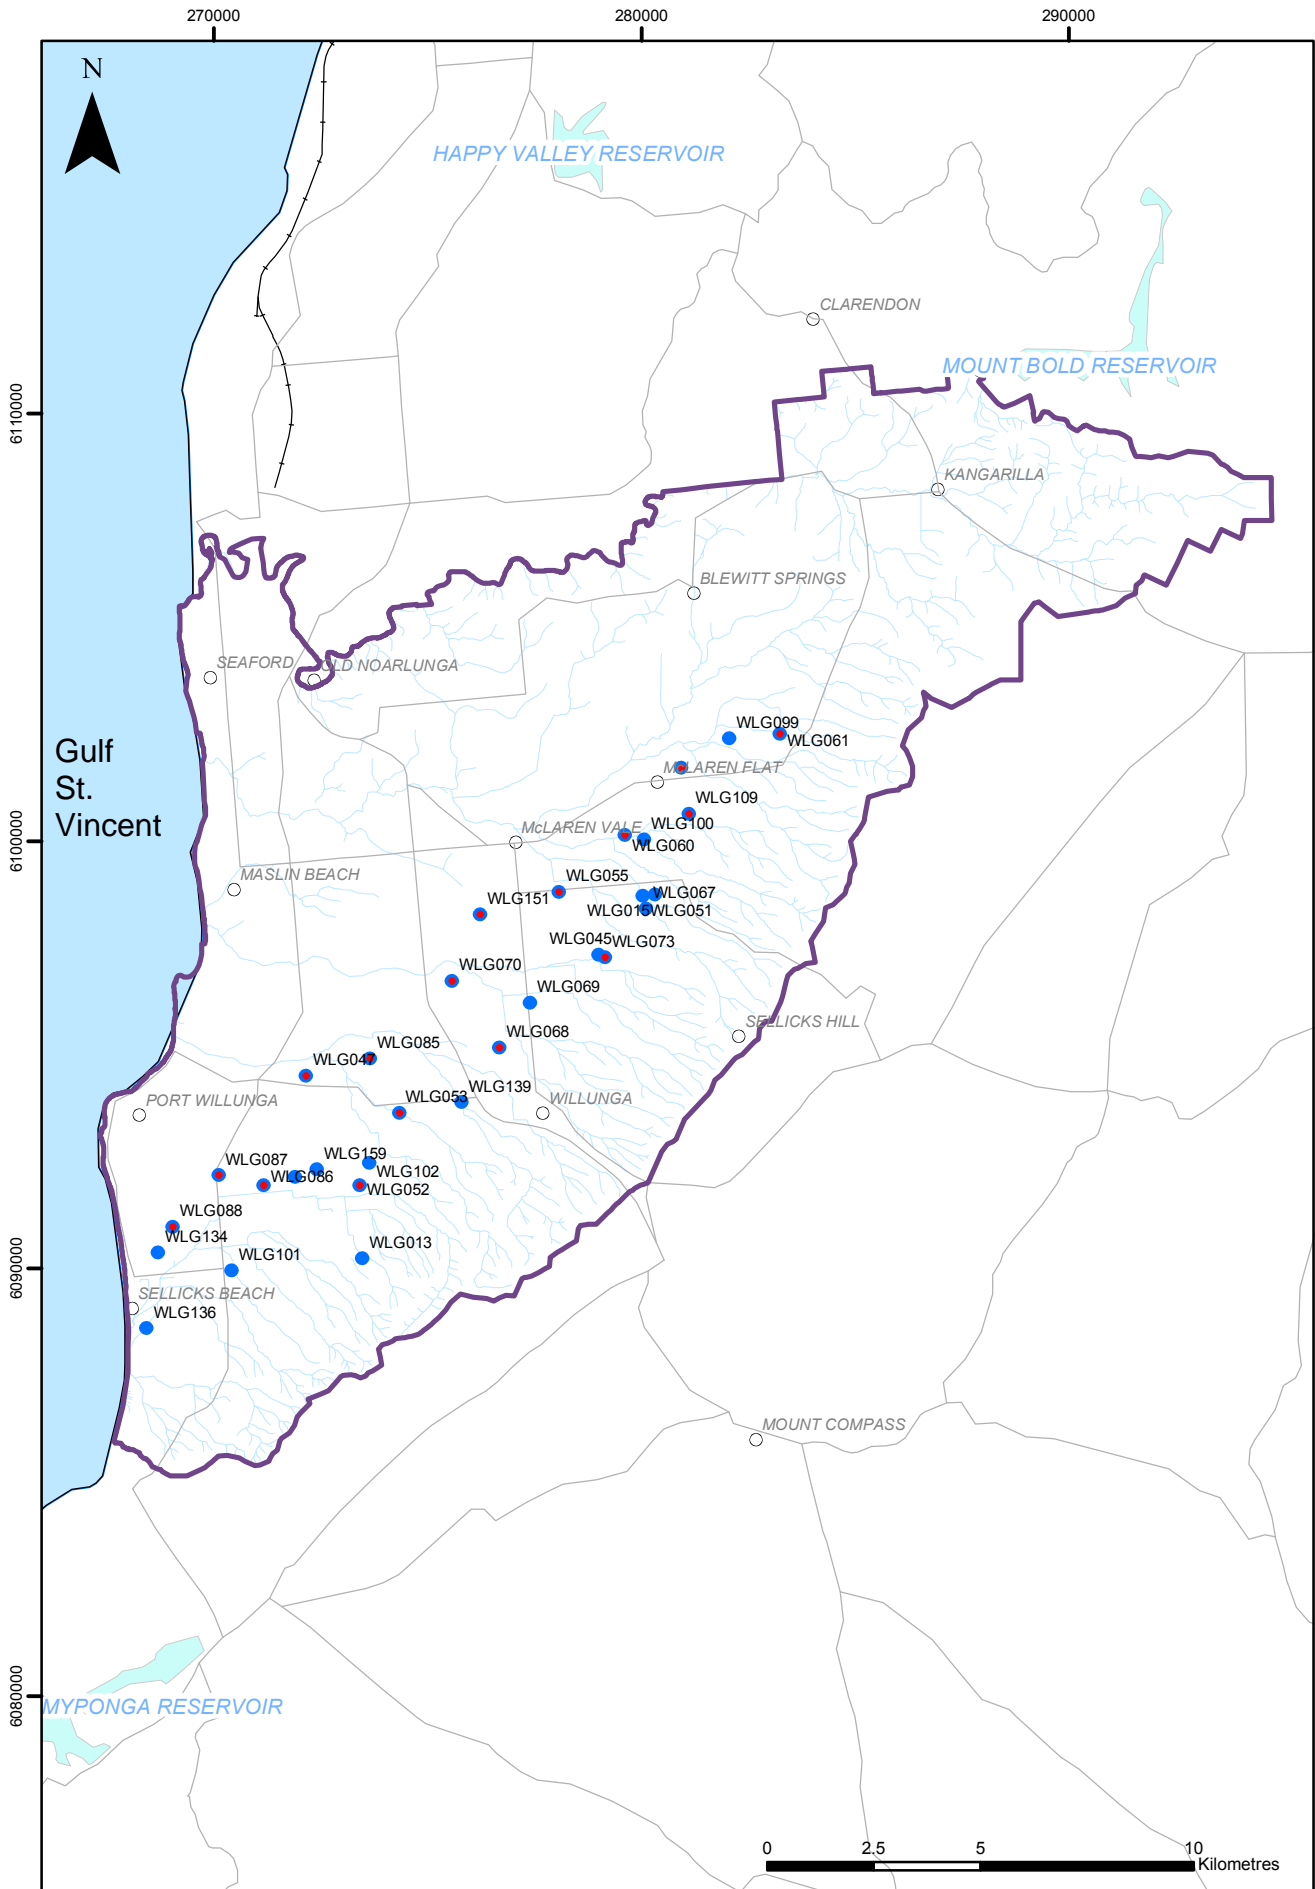 270000
280000
290000
N
HAPPY VALLEY RESERVOIR
CLARENDON
MOUNT BOLD RESERVOIR
6110000
KANGARILLA
BLEWITT SPRINGS
SEAFORD
OLD NOARLUNGA
WLG099
WLG061
Gulf
St.
Vincent
McLAREN FLAT
WLG109
WLG100
McLAREN VALE
WLG060
6100000
MASLIN BEACH
WLG055
WLG067
WLG151
WLG015
WLG051
WLG045
WLG073
WLG070
WLG069
SELLICKS HILL
WLG068
WLG085
WLG047
PORT WILLUNGA
WLG053
WLG139
WILLUNGA
WLG087
WLG159
WLG086
WLG102
WLG052
WLG088
WLG134
WLG101
WLG013
6090000
SELLICKS BEACH
WLG136
MOUNT COMPASS
6080000
MYPONGA RESERVOIR
0
2.5
5
10
Kilometres